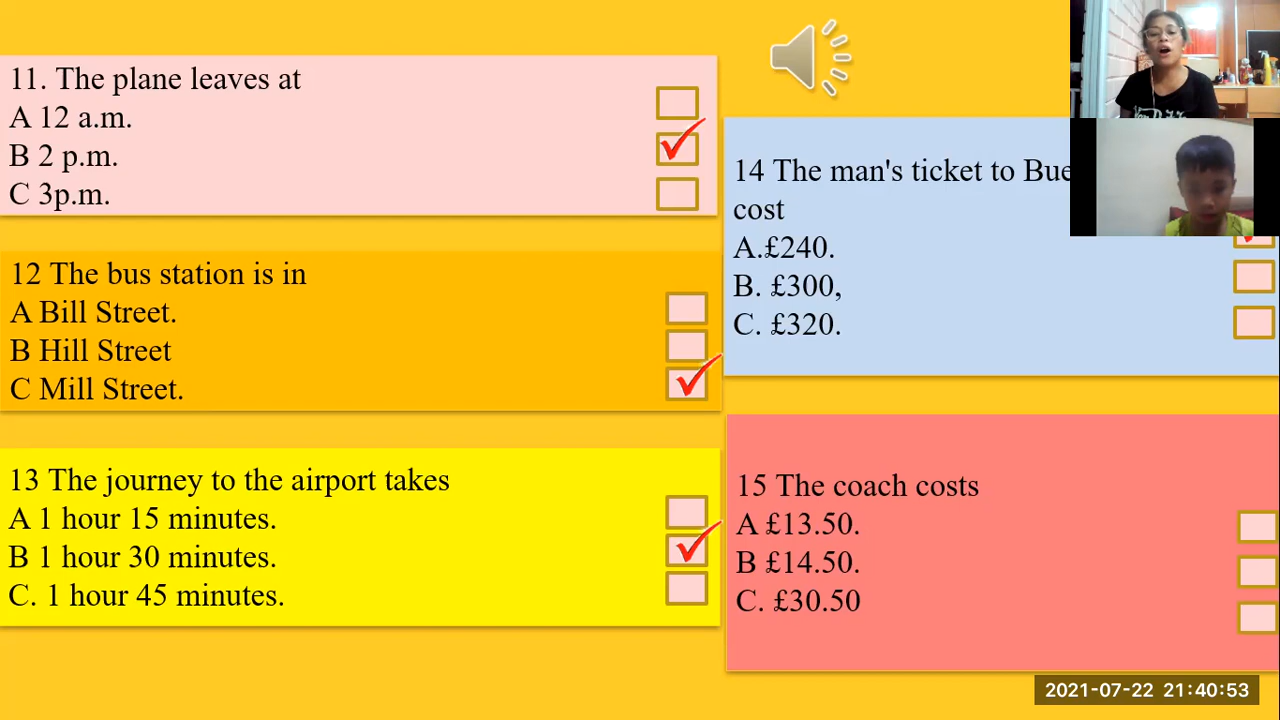 11. The plane leaves at
A 12 a.m.
B 2 p.m.
C 3p.m.
12 The bus station is in
A Bill Street.
B Hill Street
C Mill Street.
13 The journey to the airport takes
A 1 hour 15 minutes.
B 1 hour 30 minutes.
C. 1 hour 45 minutes.
14 The man's ticket to
cost
A.£240.
B. £300,
C. £320.
15 The coach costs
A £13.50.
B £14.50.
C. £30.50
2021-07-22 21:40:53